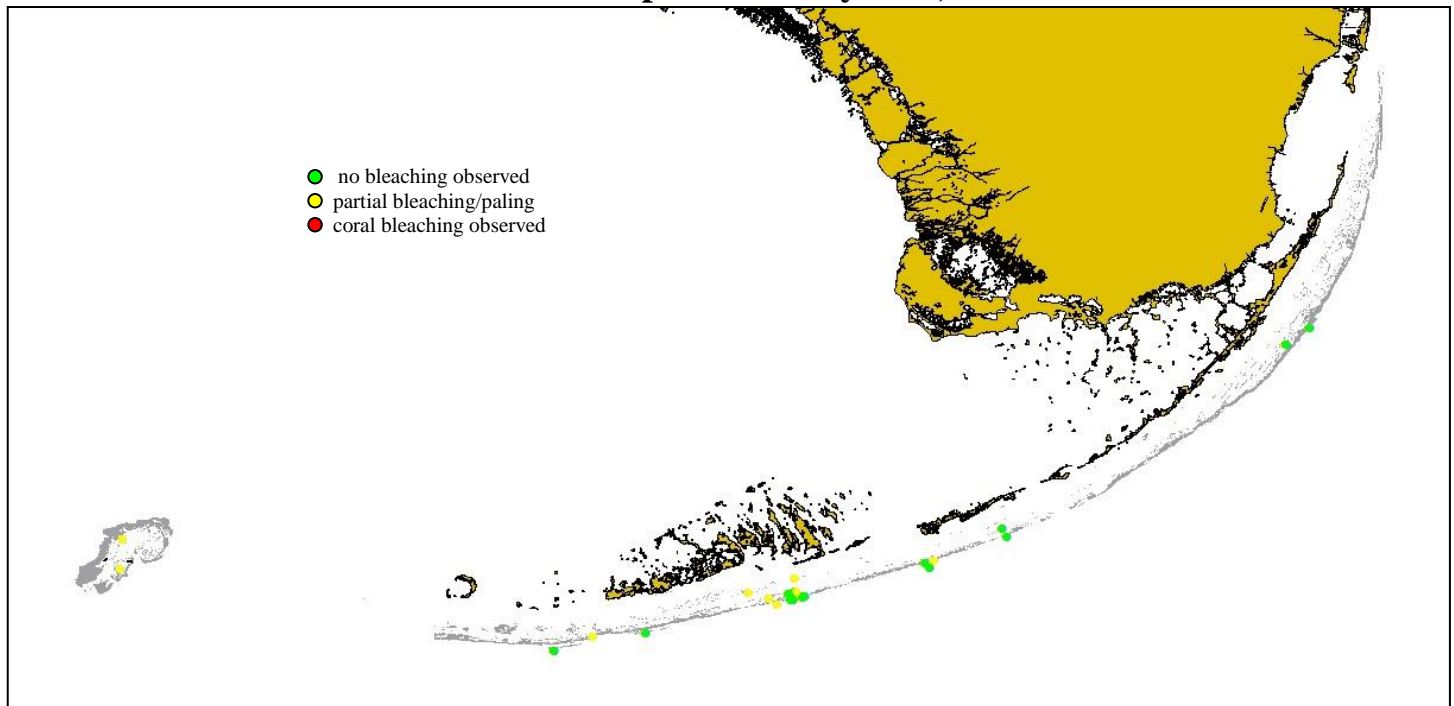 no bleaching observed
partial bleaching/paling
coral bleaching observed